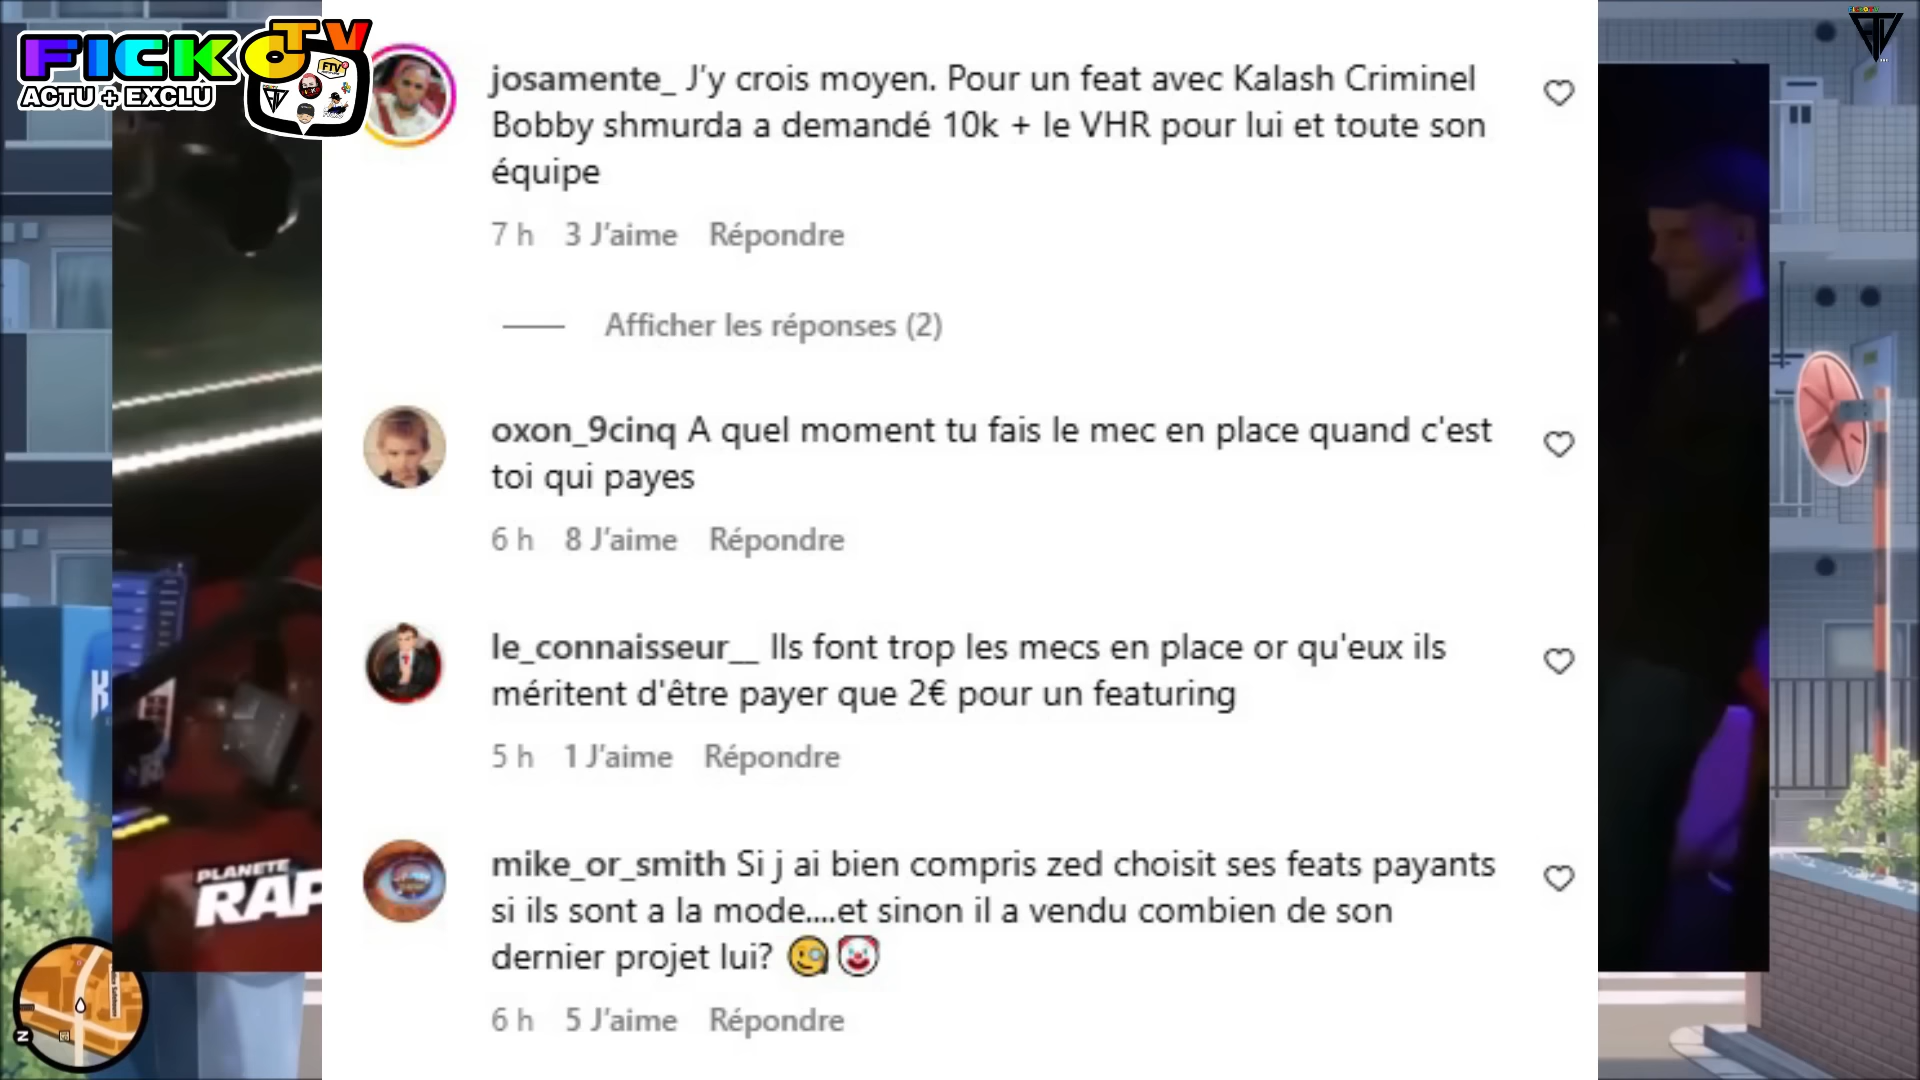 FICKO TV
ACTU + EXCLU
FTV
josamente_ J'y crois moyen. Pour un feat avec Kalash Criminel
Bobby shmurda a demandé 10k + le VHR pour lui et toute son
équipe
7 h 3 J'aime Répondre
Afficher les réponses (2)
oxon_9cinq A quel moment tu fais le mec en place quand c'est
toi qui payes
6 h 8 J'aime Répondre
le_connaisseur__ Ils font trop les mecs en place or qu'eux ils
méritent d'être payer que 2€ pour un featuring
5 h 1 J'aime Répondre
mike_or_smith Si j ai bien compris zed choisit ses feats payants
si ils sont a la mode....et sinon il a vendu combien de son
dernier projet lui? 🧐🤡
6 h 5 J'aime Répondre
PLANETE
RAP
N